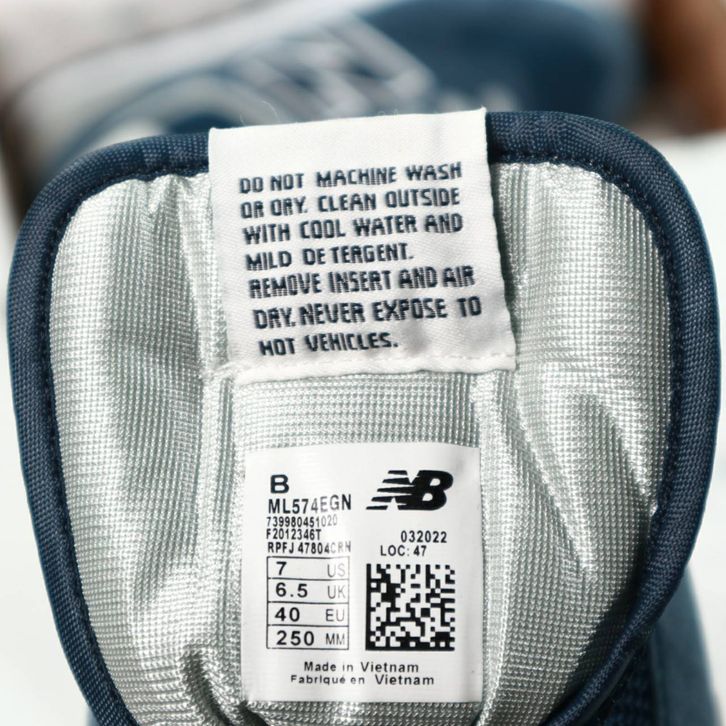 DO NOT MACHINE WASH
OR DRY. CLEAN OUTSIDE
WITH COOL WATER AND
MILD DETERGENT.
REMOVE INSERT AND AIR
DRY. NEVER EXPOSE TO
HOT VEHICLES.
B
NB
ML574EGN
739980451020
F2012346T
RPFJ 47804CRH
032022
LOC: 47
7 US
6.5 UK
40 EU
250 MM
Made in Vietnam
Fabriqué en Vietnam